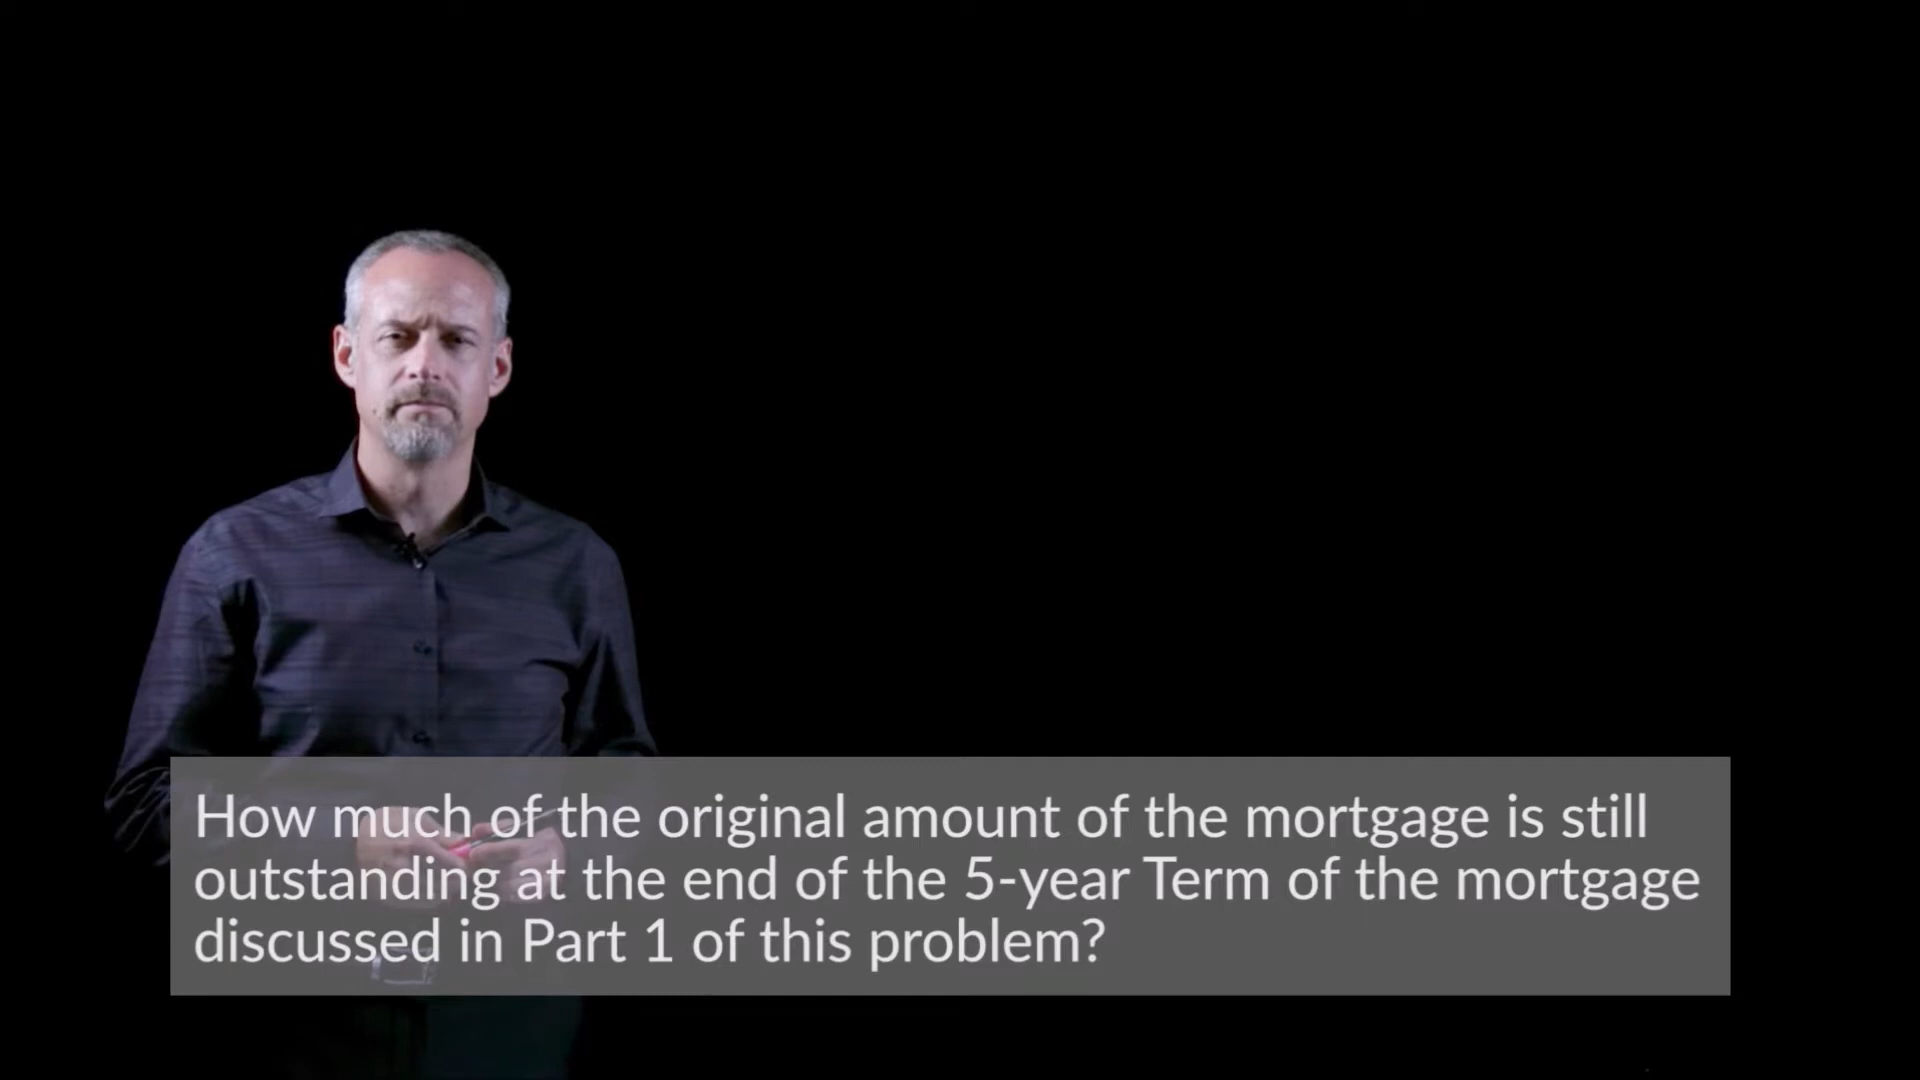 How much of the original amount of the mortgage is still
outstanding at the end of the 5-year Term of the mortgage
discussed in Part 1 of this problem?